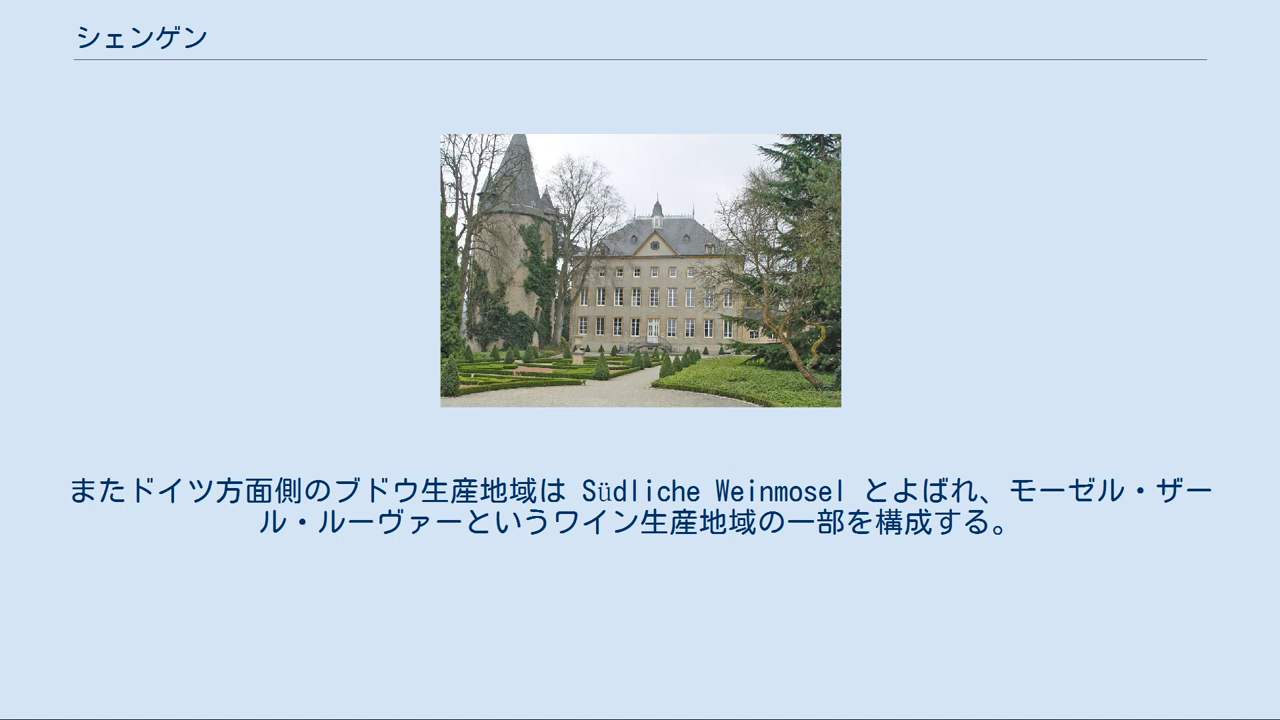 シェンゲン
またドイツ方面側のブドウ生産地域は Südliche Weinmosel とよばれ、モーゼル・ザー
ル・ルーヴァーというワイン生産地域の一部を構成する。